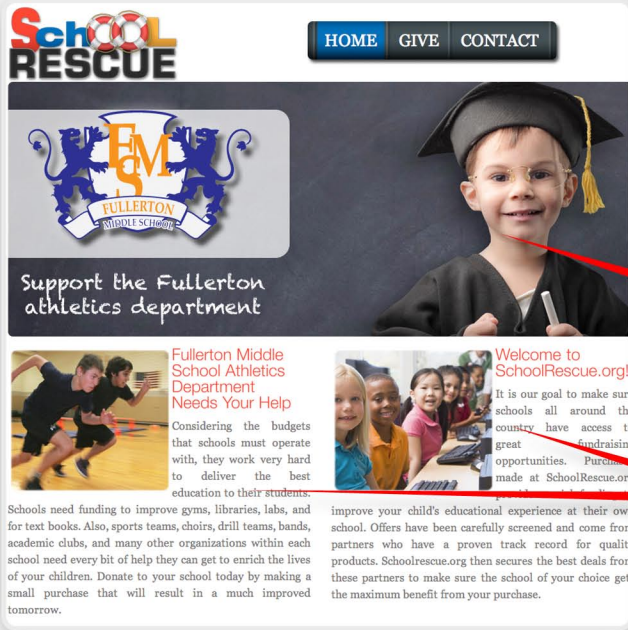 SchOOL
RESCUE
HOME GIVE CONTACT
FMS
FULLERTON
MIDDLE SCHOOL
Support the Fullerton
athletics department
Fullerton Middle
School Athletics
Department
Needs Your Help
Considering the budgets
that schools must operate
with, they work very hard
to deliver the best
education to their students.
Schools need funding to improve gyms, libraries, labs, and
for text books. Also, sports teams, choirs, drill teams, bands,
academic clubs, and many other organizations within each
school need every bit of help they can get to enrich the lives
of your children. Donate to your school today by making a
small purchase that will result in a much improved
tomorrow.
Welcome to
SchoolRescue.org!
It is our goal to make sur
schools all around th
country have access t
great fundraisin
opportunities. Purchas
made at SchoolRescue.or
improve your child's educational experience at their ow
school. Offers have been carefully screened and come fror
partners who have a proven track record for qualit
products. Schoolrescue.org then secures the best deals fror
these partners to make sure the school of your choice get
the maximum benefit from your purchase.